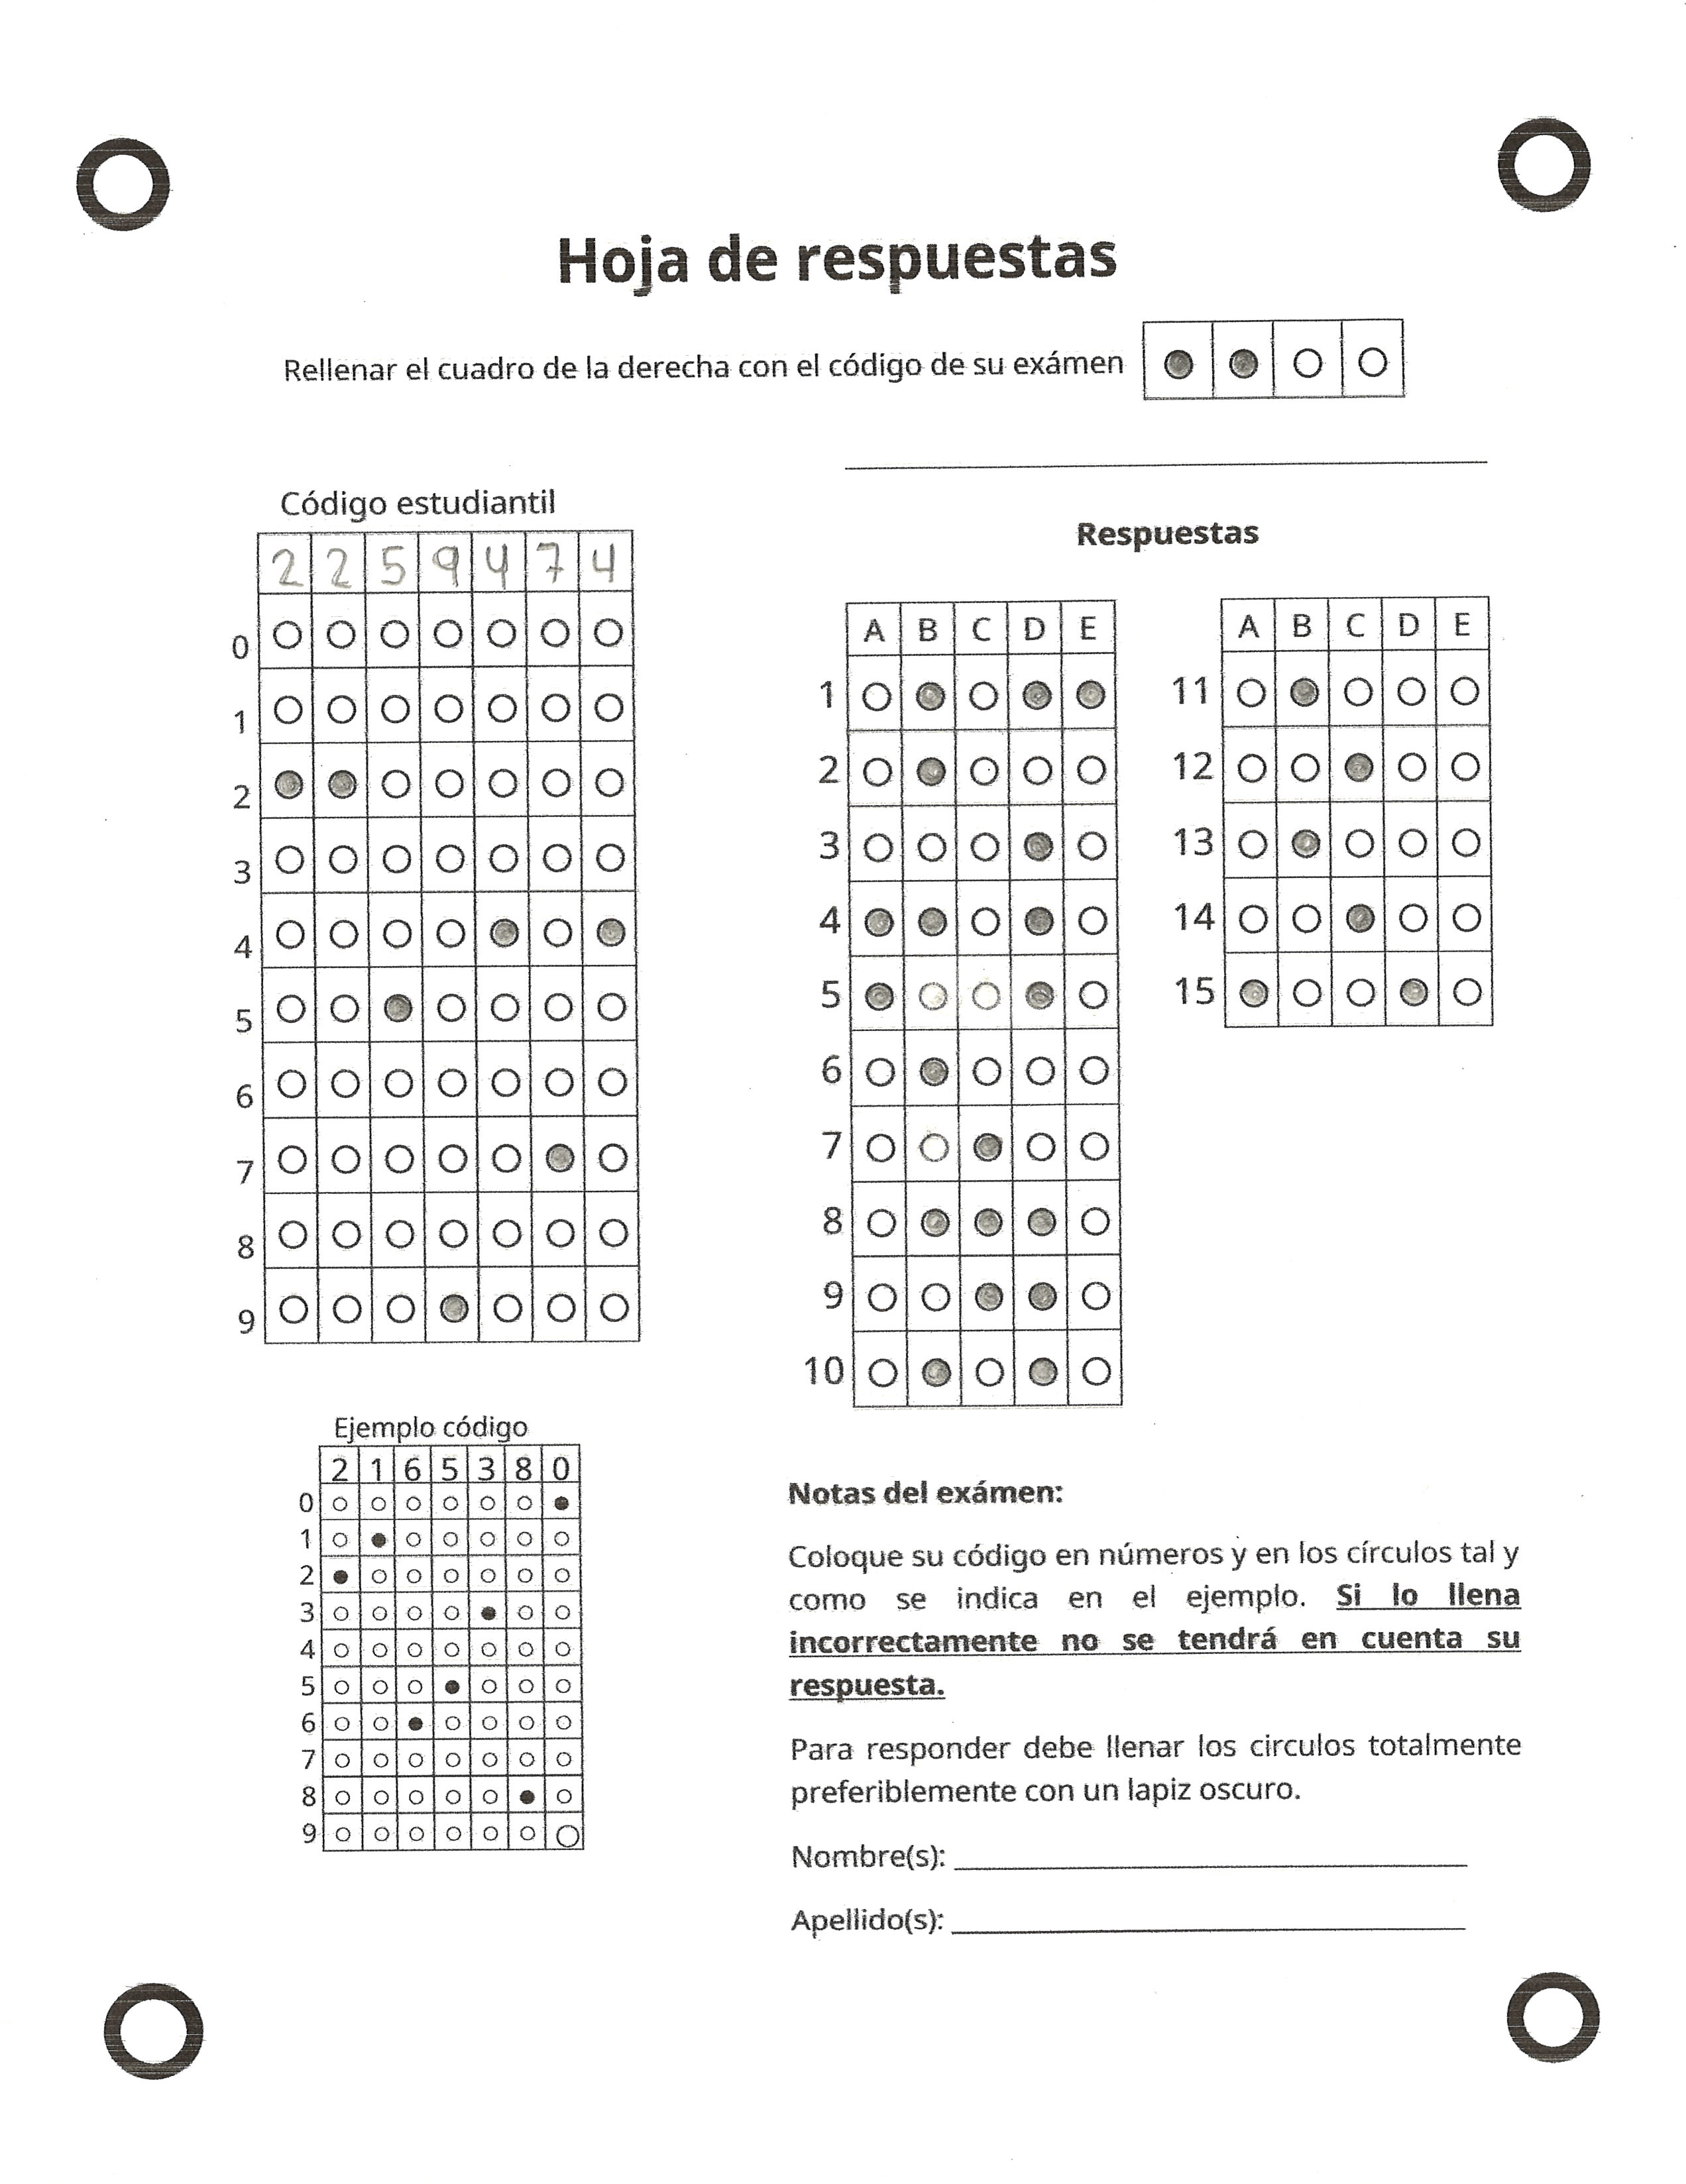 Hoja de respuestas
Rellenar el cuadro de la derecha con el código de su exámen
Código estudiantil
2 2 5 9 4 7 4
0
1
2
3
4
5
6
7
8
9
Respuestas
A B C D E
1
2
3
4
5
6
7
8
9
10
A B C D E
11
12
13
14
15
Ejemplo código
2 1 6 5 3 8 0
0
1
2
3
4
5
6
7
8
9
Notas del exámen:
Coloque su código en números y en los círculos tal y
como se indica en el ejemplo. Si lo llena
incorrectamente no se tendrá en cuenta su
respuesta.
Para responder debe llenar los circulos totalmente
preferiblemente con un lapiz oscuro.
Nombre(s):
Apellido(s):